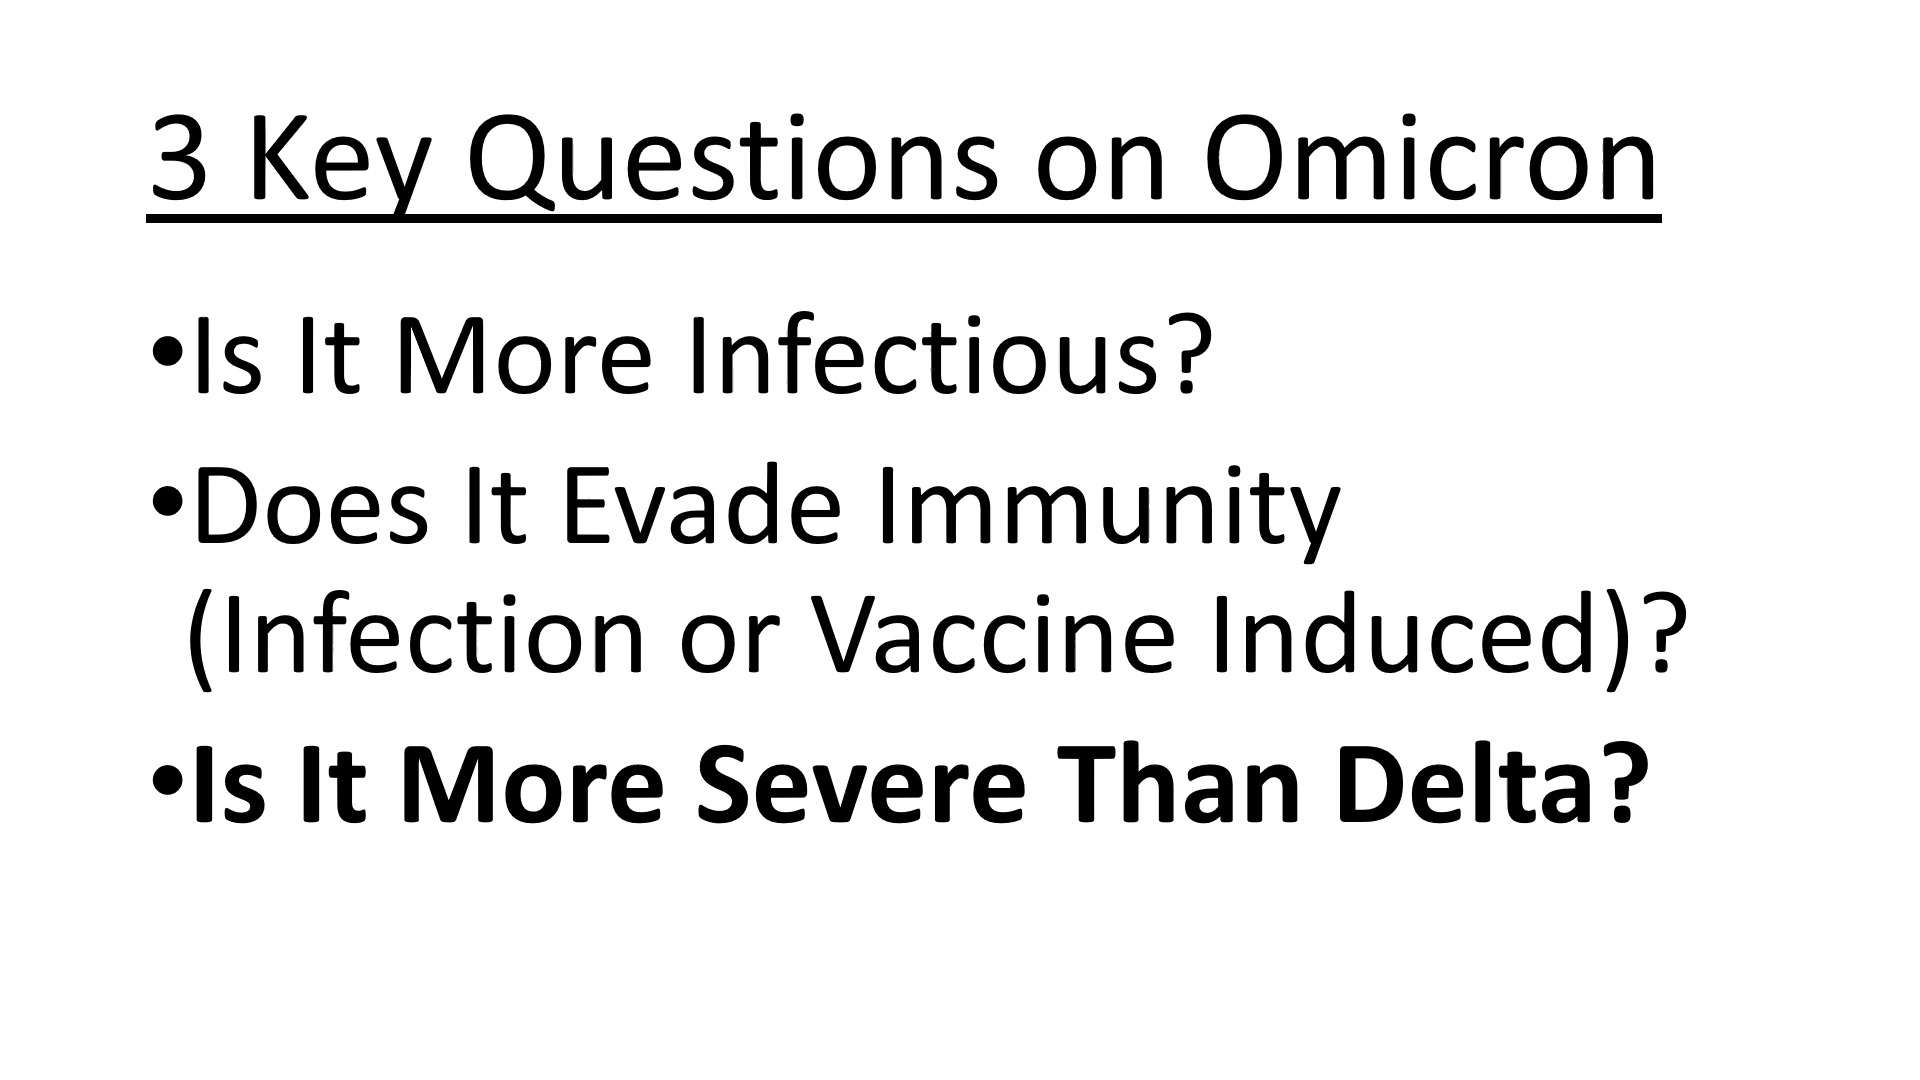 3 Key Questions on Omicron
•Is It More Infectious?
•Does It Evade Immunity
(Infection or Vaccine Induced)?
•Is It More Severe Than Delta?